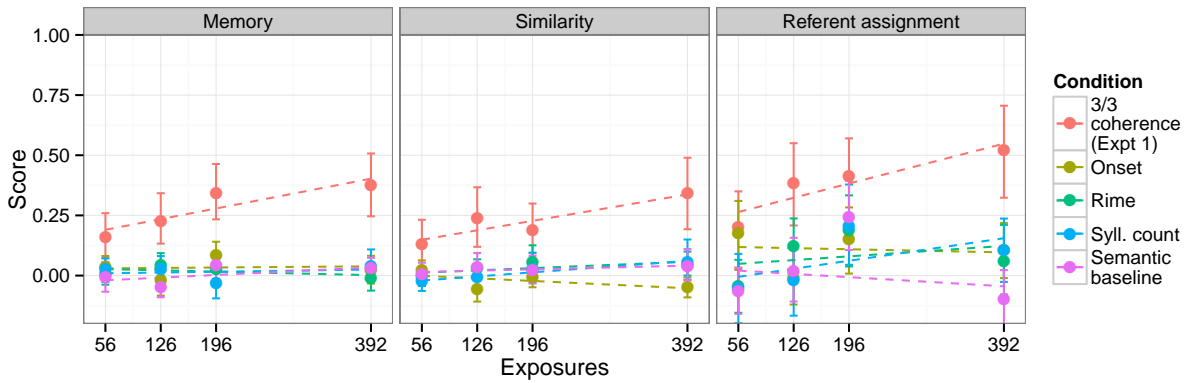 Memory
Similarity
Referent assignment
Score
1.00
0.75
0.50
0.25
0.00
56 126 196 392
56 126 196 392
56 126 196 392
Exposures
Condition
3/3
coherence
(Expt 1)
Onset
Rime
Syll. count
Semantic
baseline